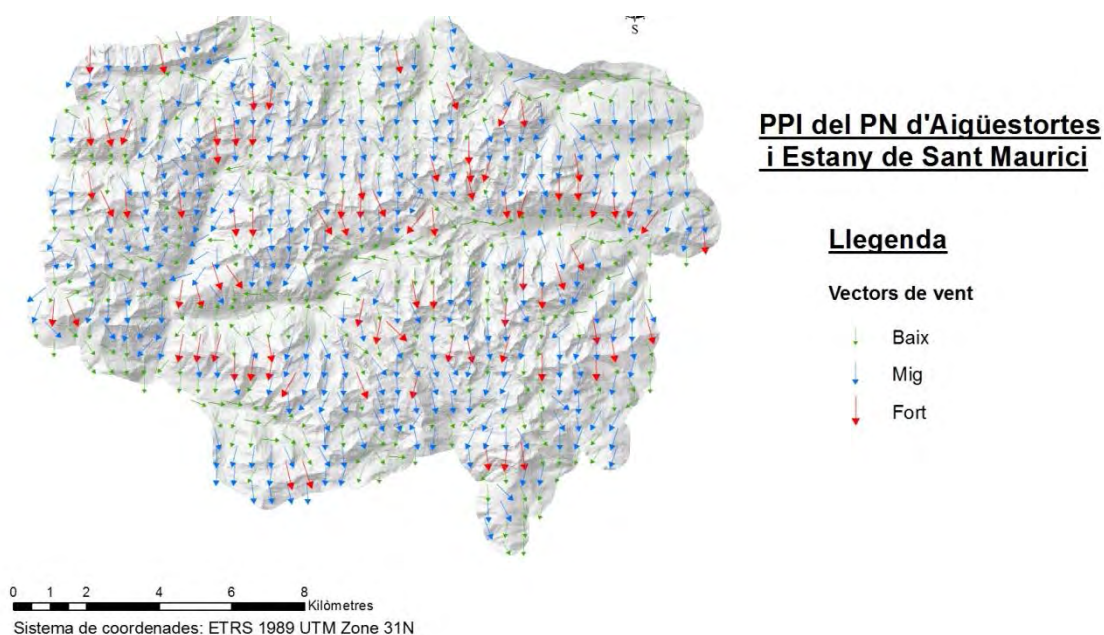 S
PPI del PN d'Aigüestortes
i Estany de Sant Maurici
Llegenda
Vectors de vent
Baix
Mig
Fort
0 1 2 4 6 8
Kilòmetres
Sistema de coordenades: ETRS 1989 UTM Zone 31N